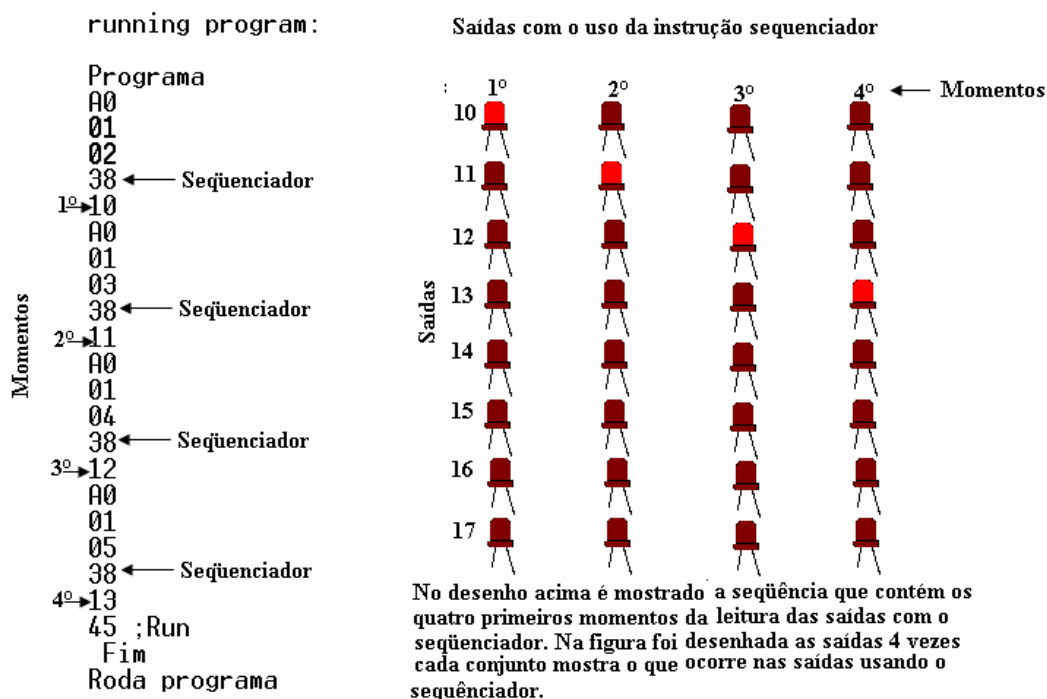 running program:
Programa
A0
01
02
38 ← Seqüenciador
1º→10
A0
01
03
38 ← Seqüenciador
2º→11
A0
01
04
38 ← Seqüenciador
3º→12
A0
01
05
38 ← Seqüenciador
4º→13
45 ;Run
Fim
Roda programa
Momentos
Saídas com o uso da instrução sequenciador
: 1º 2º 3º 4º ← Momentos
Saídas
10
11
12
13
14
15
16
17
No desenho acima é mostrado a seqüência que contém os
quatro primeiros momentos da leitura das saídas com o
seqüenciador. Na figura foi desenhada as saídas 4 vezes
cada conjunto mostra o que ocorre nas saídas usando o
sequênciador.